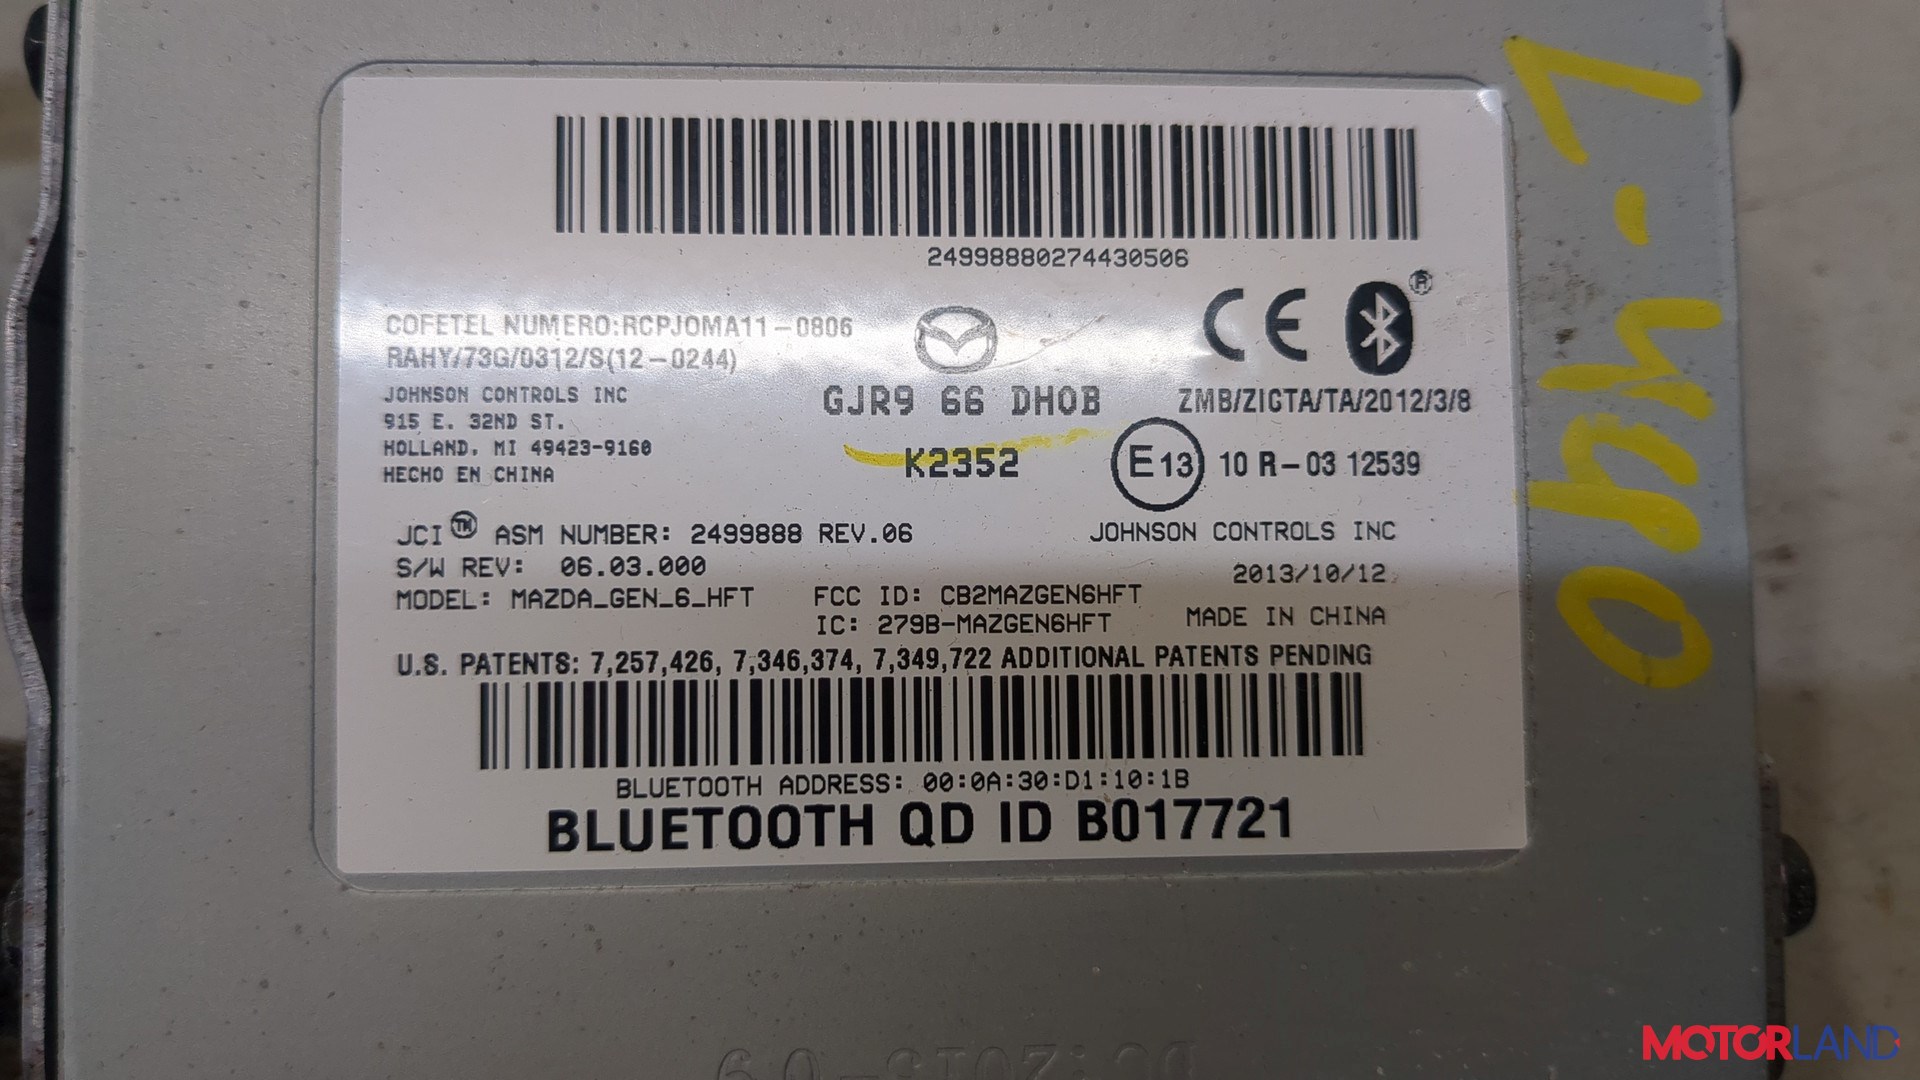 24998880274430506
COFETEL NUMERO:RCPJOMA11-0806
RAHY/73G/0312/S(12-0244)
JOHNSON CONTROLS INC
915 E. 32ND ST.
HOLLAND, MI 49423-9160
HECHO EN CHINA
GJR9 66 DH0B
K2352
CE
®
ZMB/ZICTA/TA/2012/3/8
E13 10 R-03 12539
JCI™ ASM NUMBER: 2499888 REV.06
S/W REV: 06.03.000
MODEL: MAZDA_GEN_6_HFT
FCC ID: CB2MAZGEN6HFT
IC: 279B-MAZGEN6HFT
JOHNSON CONTROLS INC
2013/10/12
MADE IN CHINA
U.S. PATENTS: 7,257,426, 7,346,374, 7,349,722 ADDITIONAL PATENTS PENDING
BLUETOOTH ADDRESS: 00:0A:30:D1:10:1B
BLUETOOTH QD ID B017721
MOTORLAND